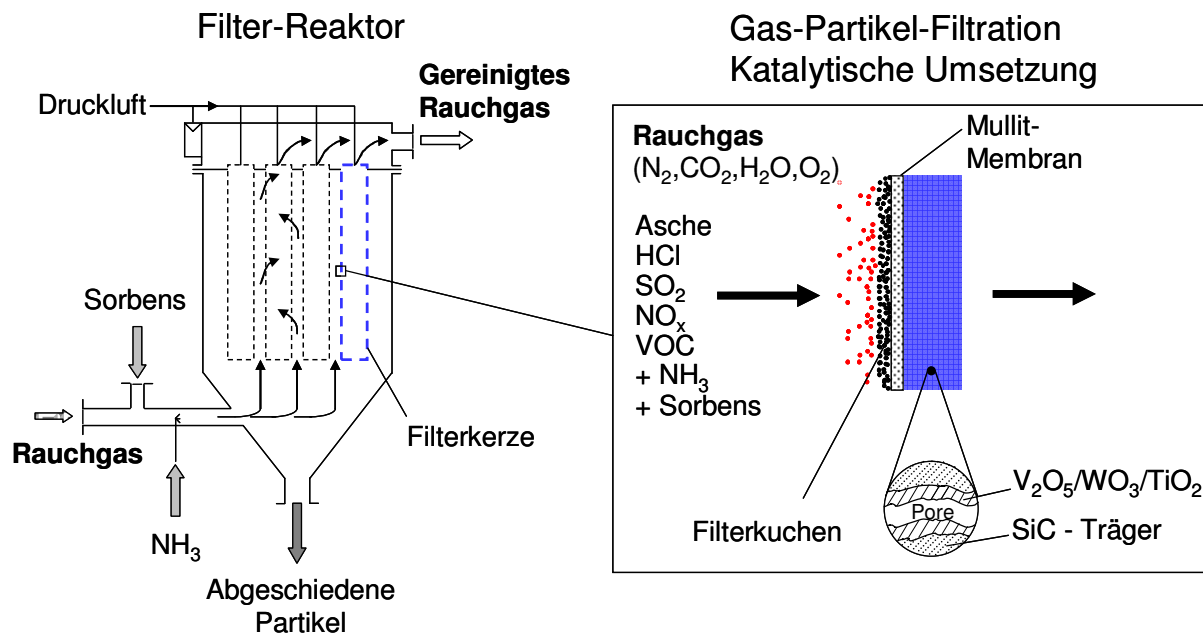 Filter-Reaktor
Druckluft
Gereinigtes
Rauchgas
Sorbens
Rauchgas
NH₃
Filterkerze
Abgeschiedene
Partikel
Gas-Partikel-Filtration
Katalytische Umsetzung
Rauchgas
(N₂,CO₂,H₂O,O₂)
Asche
HCl
SO₂
NOₓ
VOC
+ NH₃
+ Sorbens
Mullit-
Membran
Filterkuchen
Pore
V₂O₅/WO₃/TiO₂
SiC - Träger